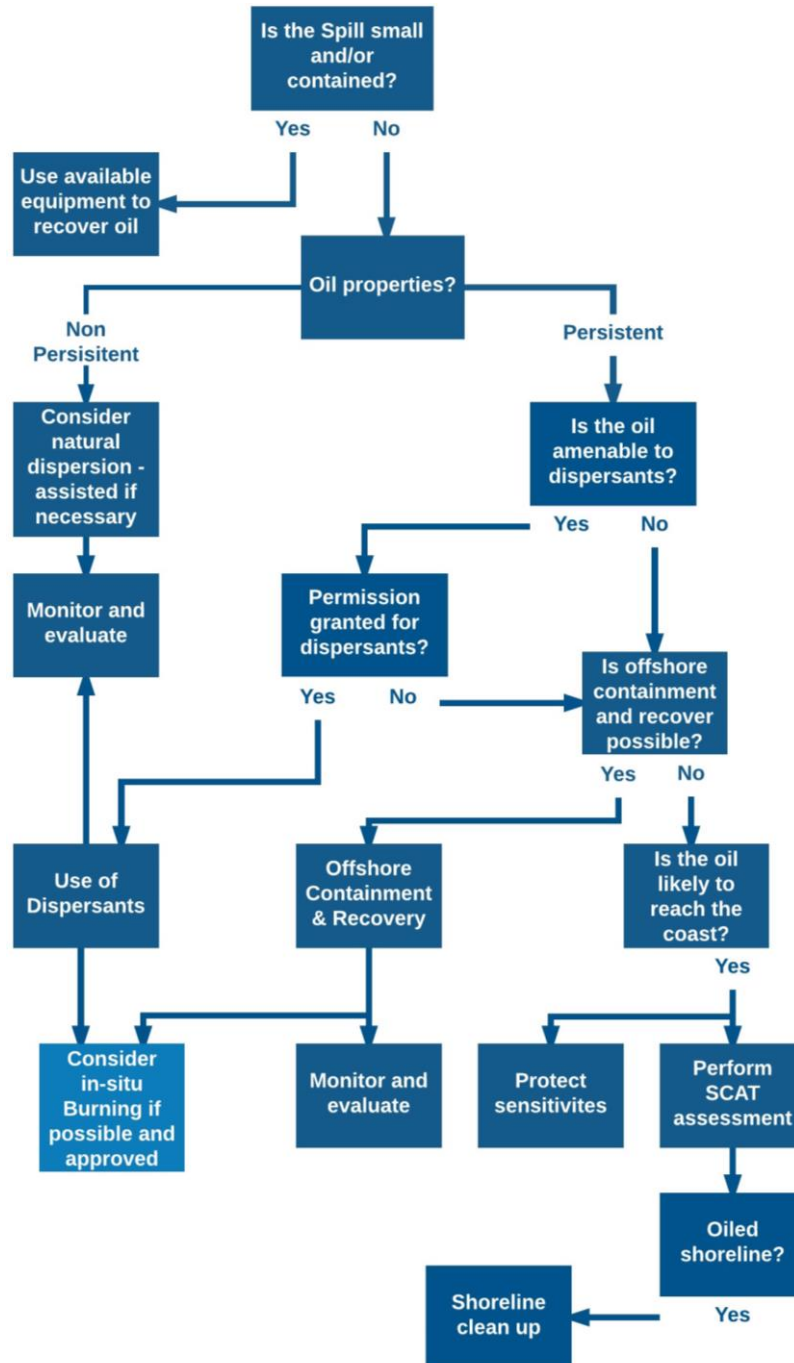 Is the Spill small
and/or
contained?
Yes
No
Use available
equipment to
recover oil
Oil properties?
Non
Persisitent
Persistent
Consider
natural
dispersion -
assisted if
necessary
Is the oil
amenable to
dispersants?
Yes
No
Monitor and
evaluate
Permission
granted for
dispersants?
Yes
No
Is offshore
containment
and recover
possible?
Yes
No
Use of
Dispersants
Offshore
Containment
& Recovery
Is the oil
likely to
reach the
coast?
Yes
Consider
in-situ
Burning if
possible and
approved
Monitor and
evaluate
Protect
sensitivites
Perform
SCAT
assessment
Oiled
shoreline?
Yes
Shoreline
clean up